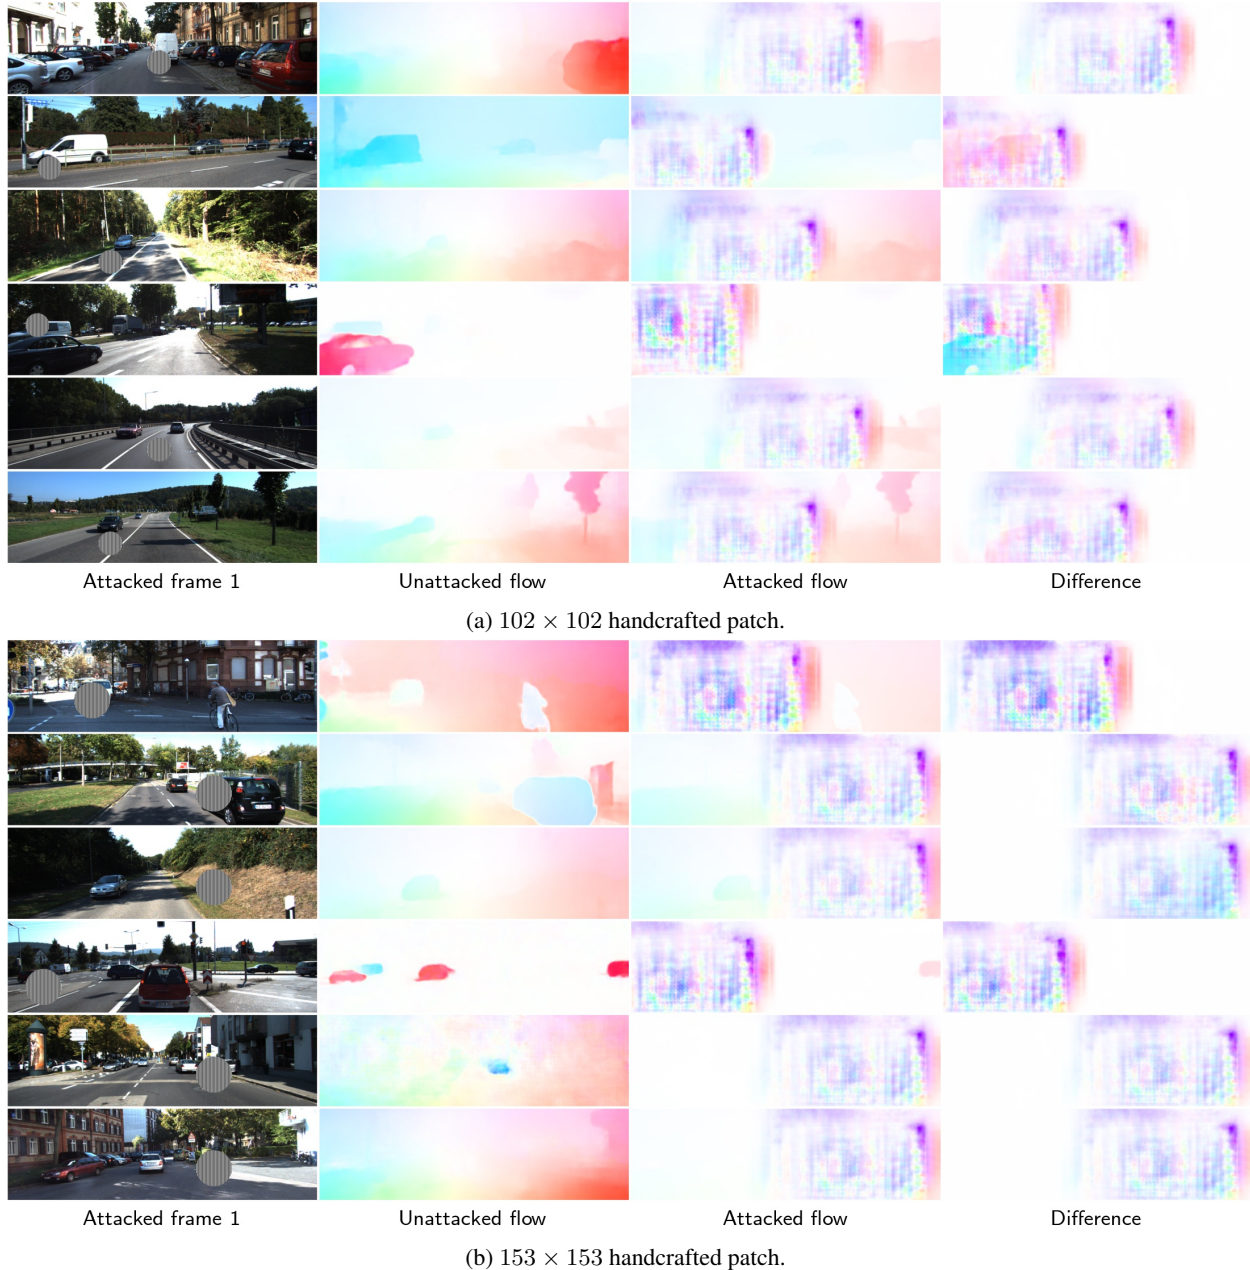 Attacked frame 1 Unattacked flow Attacked flow Difference
(a) 102 × 102 handcrafted patch.
Attacked frame 1 Unattacked flow Attacked flow Difference
(b) 153 × 153 handcrafted patch.